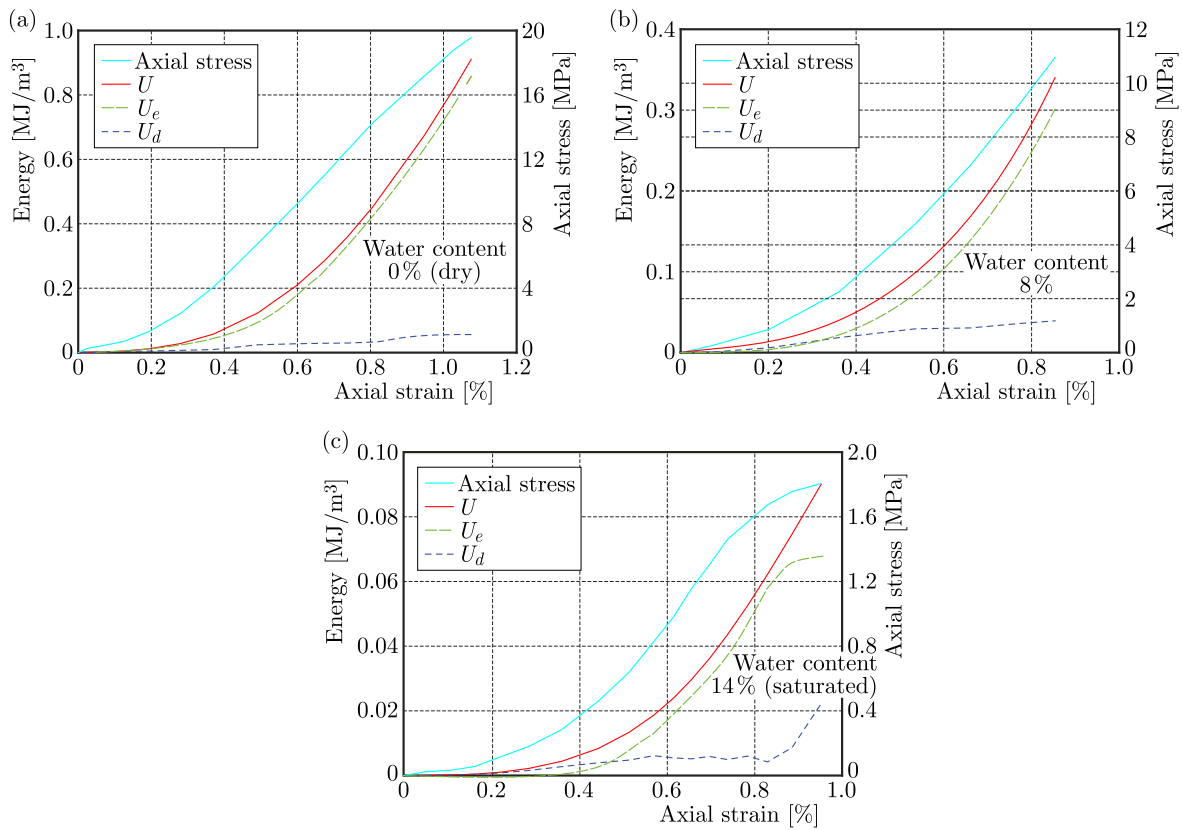 (a)
1.0
0.8
0.6
0.4
0.2
0
Energy [MJ/m³]
20
16
12
8
4
0
Axial stress [MPa]
Axial stress
U
Uₑ
U_d
Water content
0 % (dry)
0 0.2 0.4 0.6 0.8 1.0 1.2
Axial strain [%]
(b)
0.4
0.3
0.2
0.1
0
Energy [MJ/m³]
12
10
8
6
4
2
0
Axial stress [MPa]
Axial stress
U
Uₑ
U_d
Water content
8 %
0 0.2 0.4 0.6 0.8 1.0
Axial strain [%]
(c)
0.10
0.08
0.06
0.04
0.02
0
Energy [MJ/m³]
2.0
1.6
1.2
0.8
0.4
0
Axial stress [MPa]
Axial stress
U
Uₑ
U_d
Water content
14 % (saturated)
0 0.2 0.4 0.6 0.8 1.0
Axial strain [%]